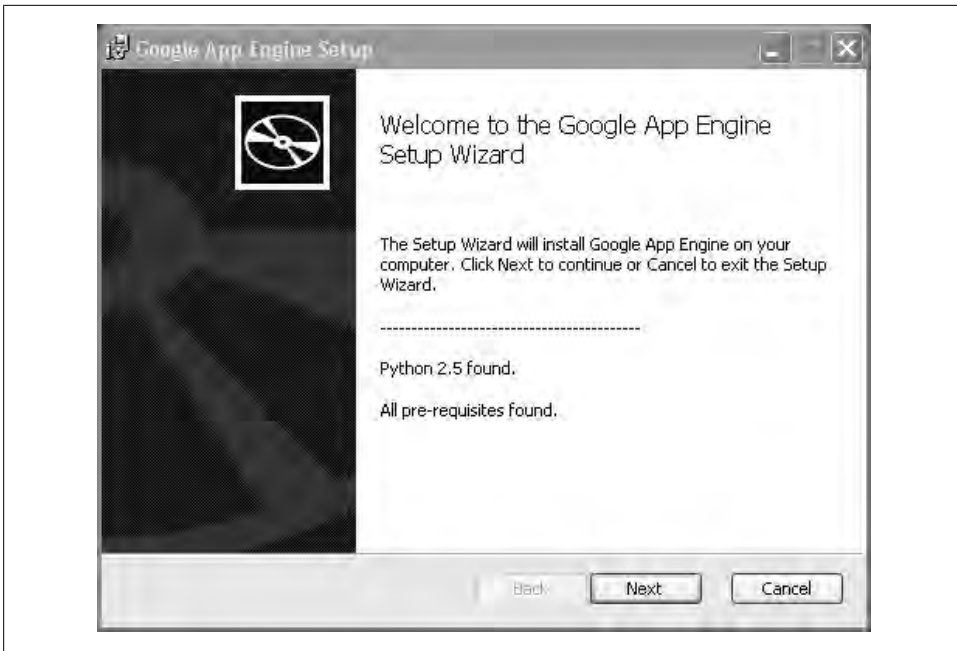 Google App Engine Setup
Welcome to the Google App Engine
Setup Wizard
The Setup Wizard will install Google App Engine on your
computer. Click Next to continue or Cancel to exit the Setup
Wizard.
-----------------------------------------
Python 2.5 found.
All pre-requisites found.
Back Next Cancel